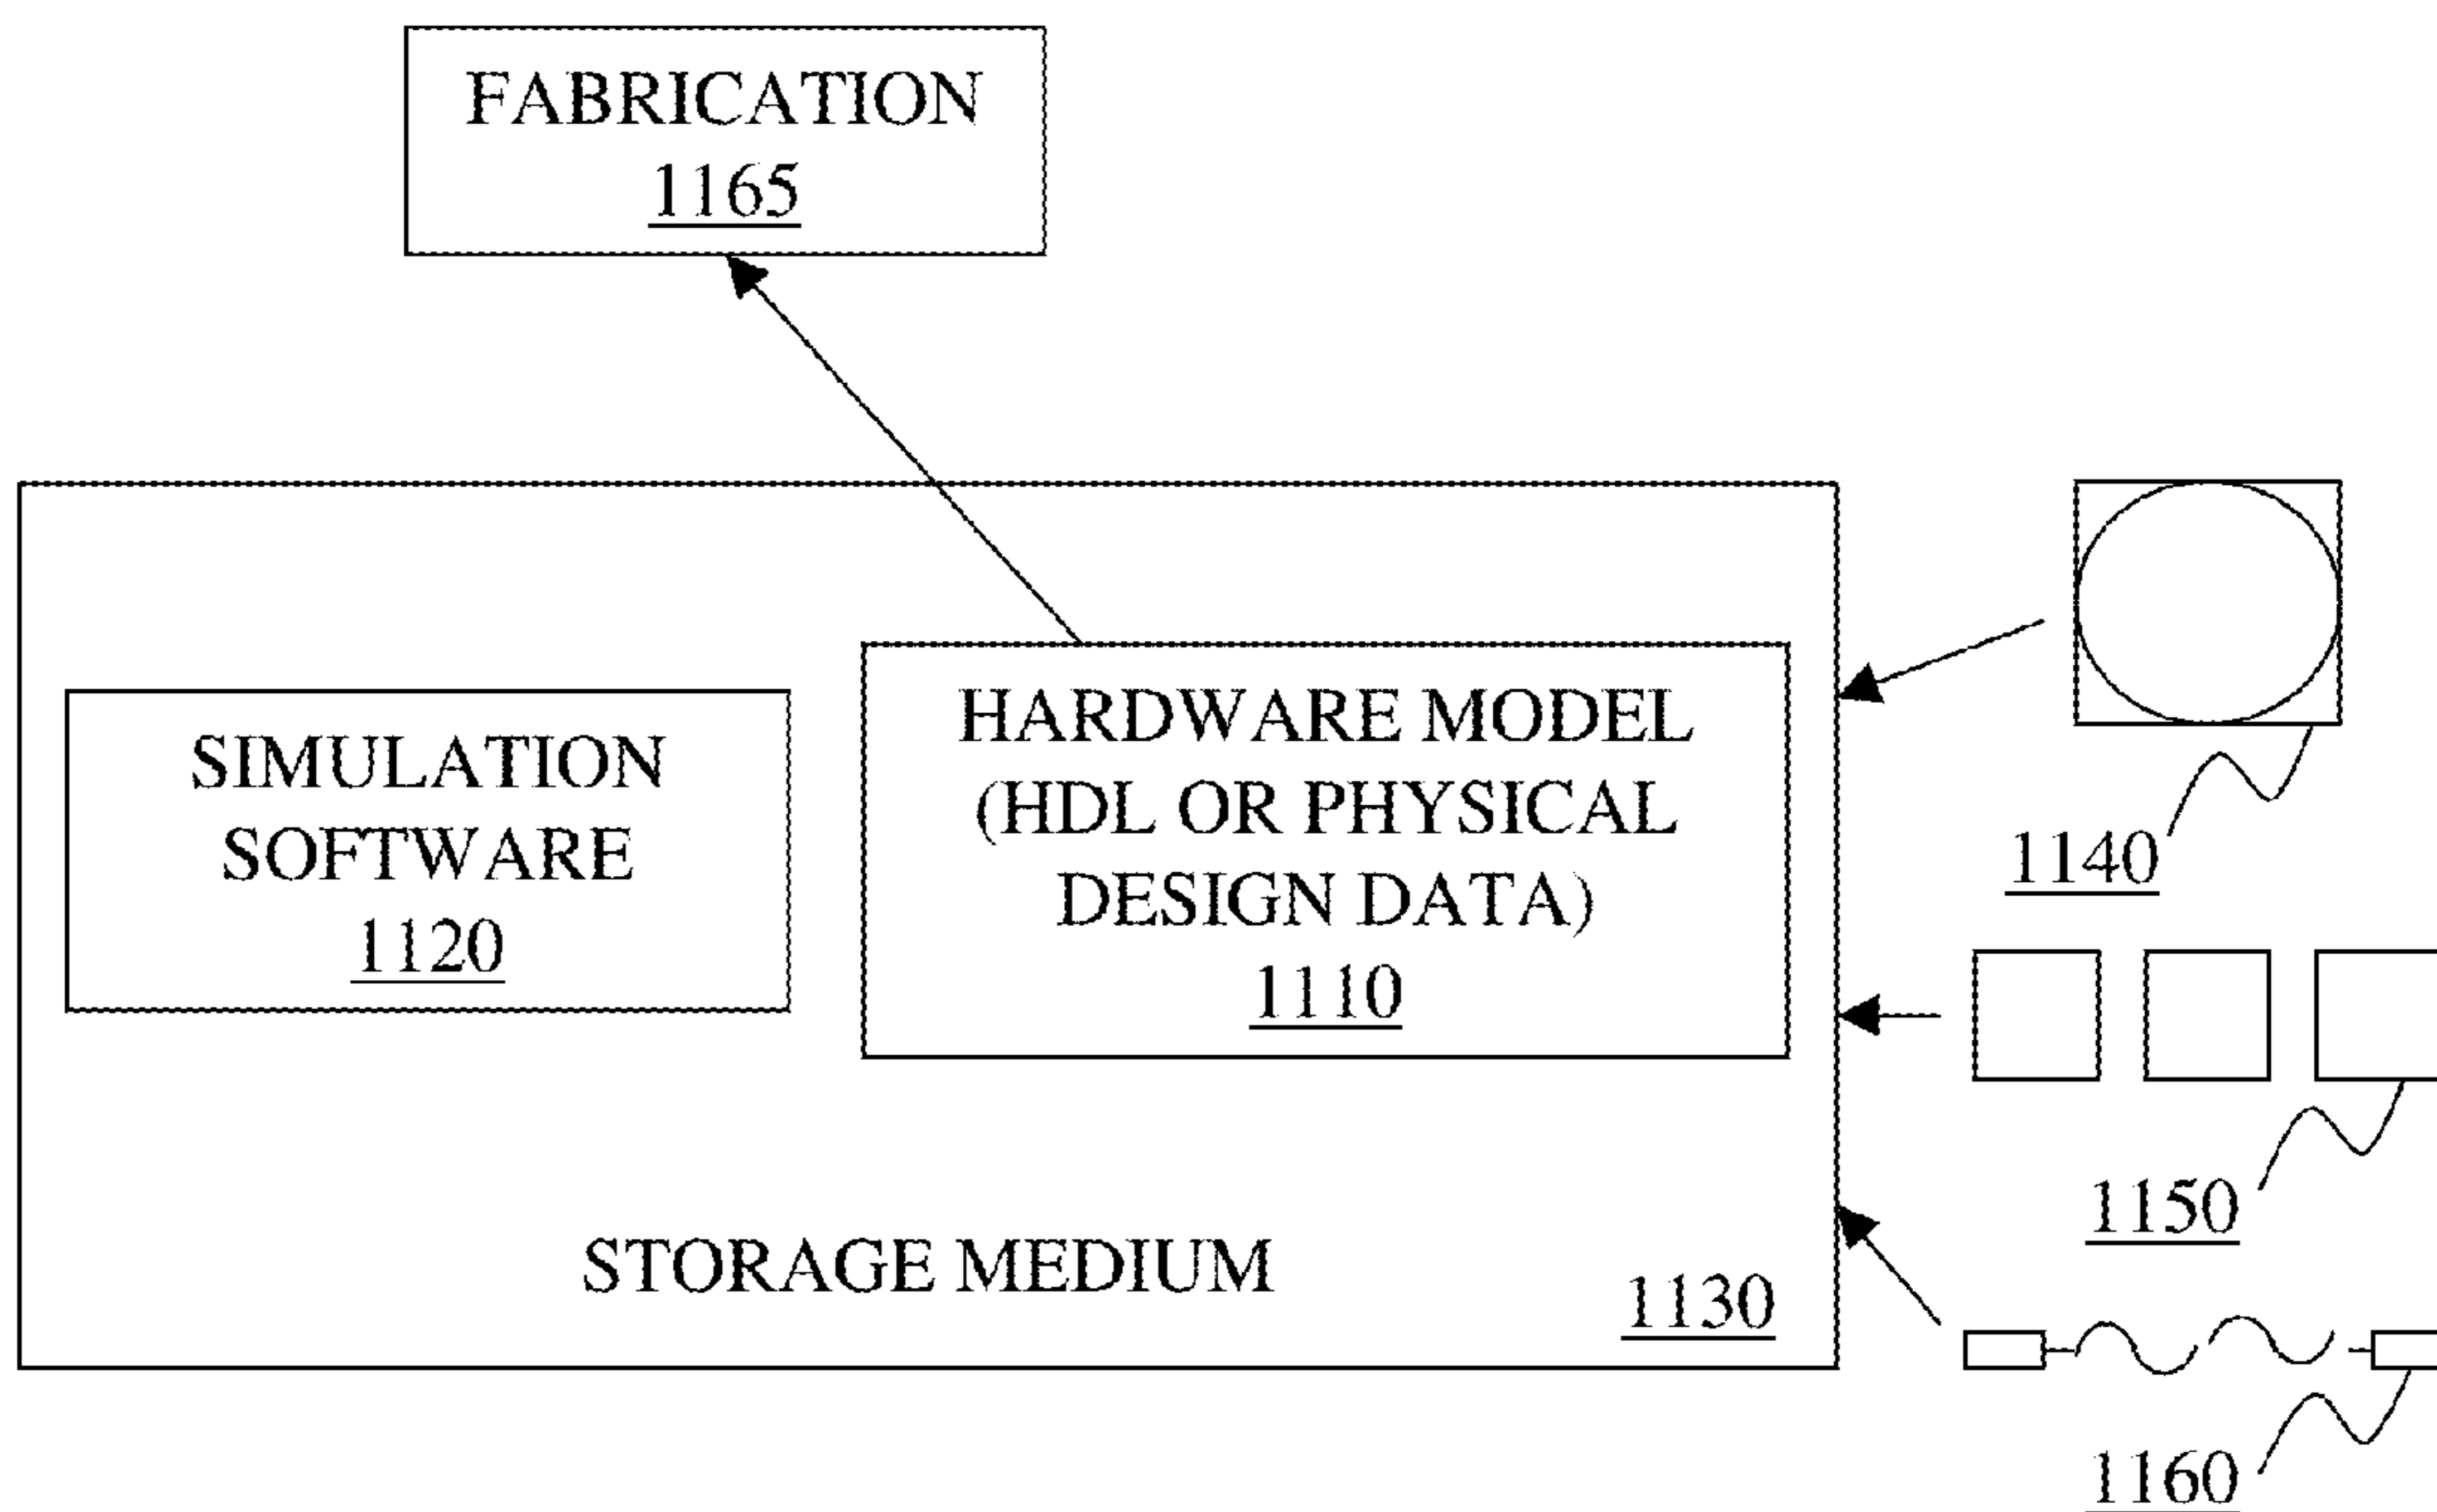 FABRICATION
1165
SIMULATION
SOFTWARE
1120
HARDWARE MODEL
(HDL OR PHYSICAL
DESIGN DATA)
1110
STORAGE MEDIUM
1130
1140
1150
1160